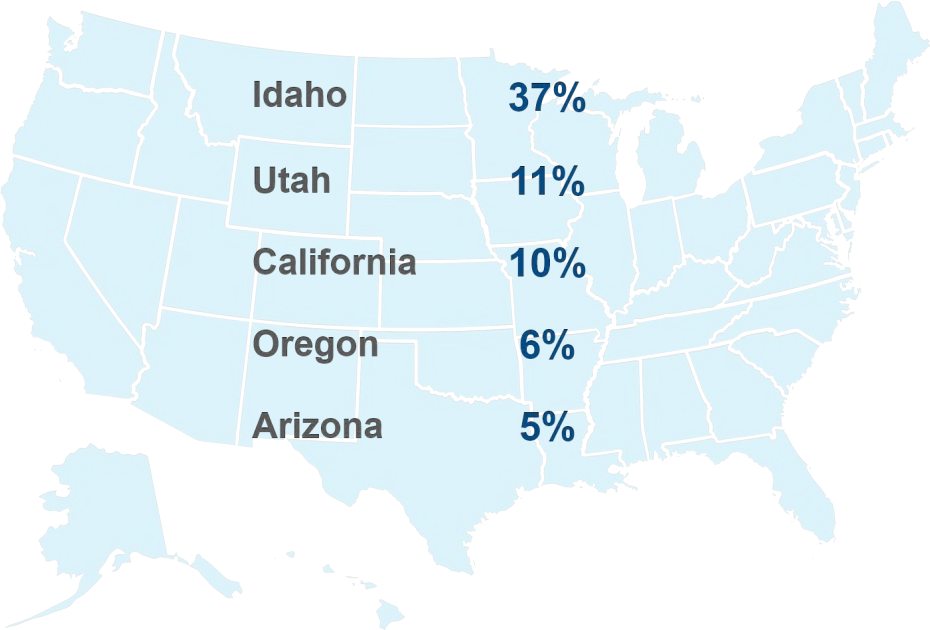 Idaho 37%
Utah 11%
California 10%
Oregon 6%
Arizona 5%